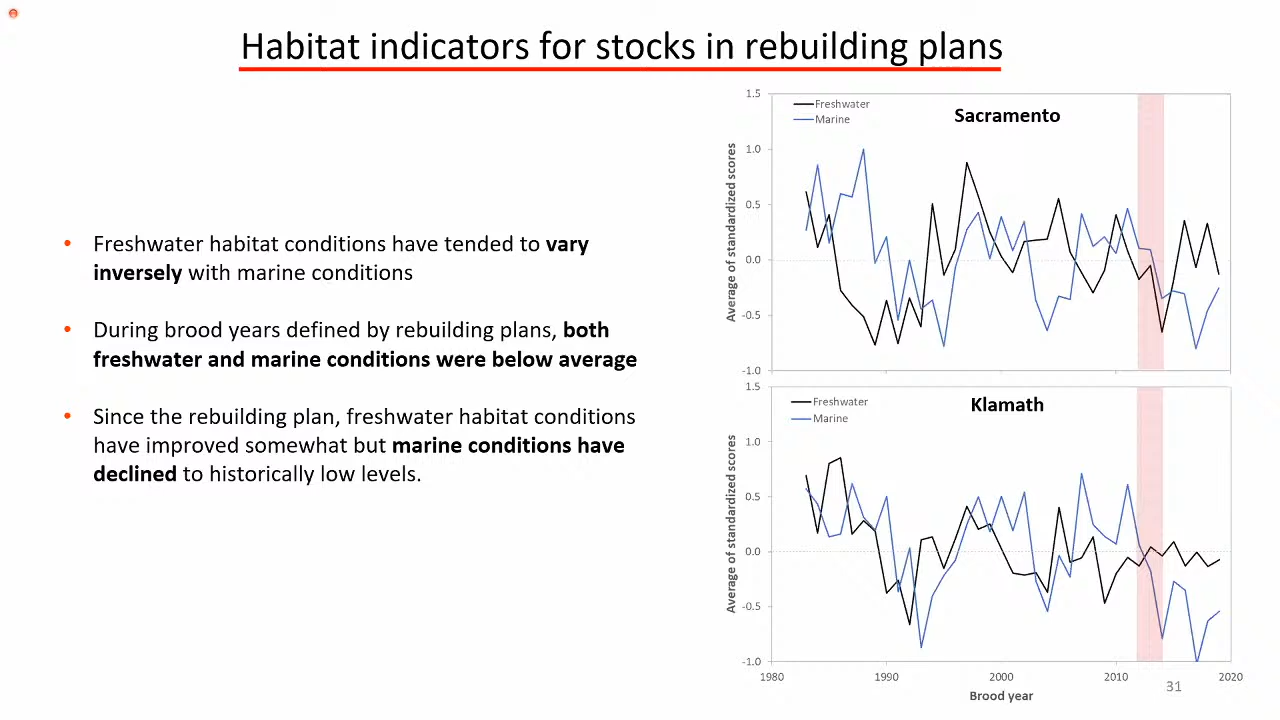 Habitat indicators for stocks in rebuilding plans
• Freshwater habitat conditions have tended to vary
inversely with marine conditions
• During brood years defined by rebuilding plans, both
freshwater and marine conditions were below average
• Since the rebuilding plan, freshwater habitat conditions
have improved somewhat but marine conditions have
declined to historically low levels.
Sacramento
Freshwater
Marine
Average of standardized scores
1.5
1.0
0.5
0.0
-0.5
-1.0
Klamath
Freshwater
Marine
Average of standardized scores
1.5
1.0
0.5
0.0
-0.5
-1.0
1980 1990 2000 2010 2020
Brood year
31